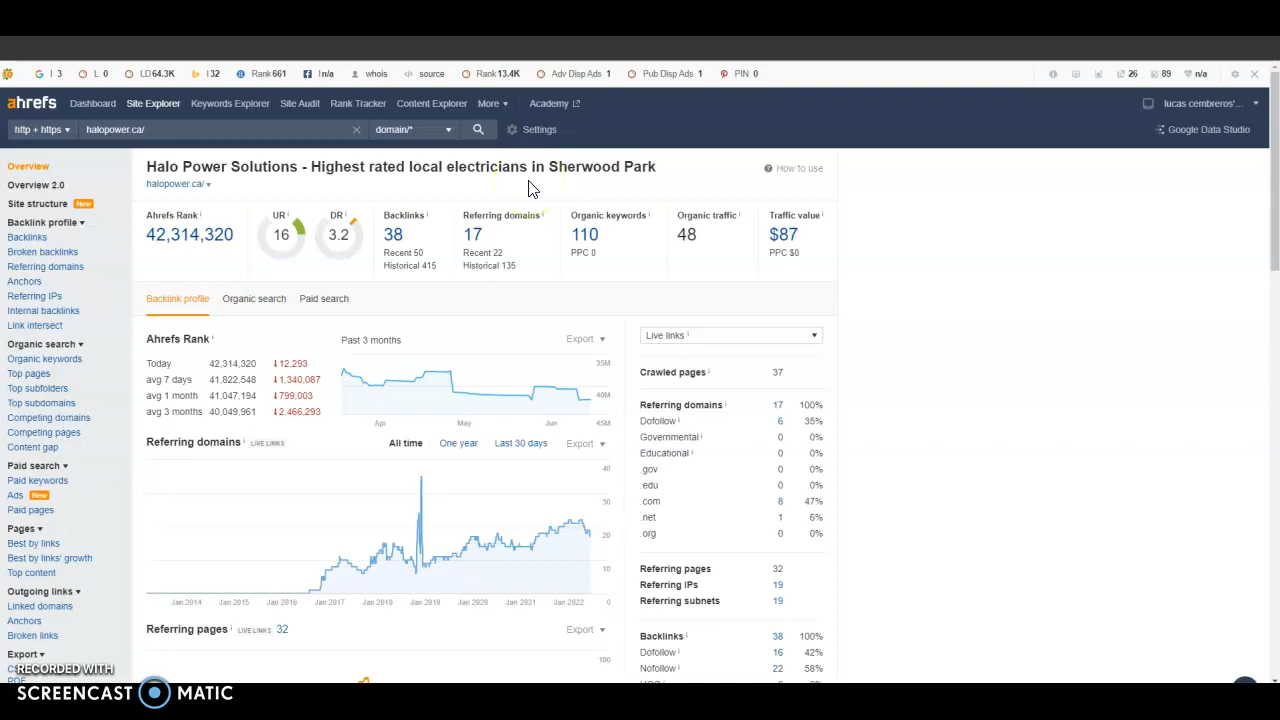 I 3 L 0 LD 64.3K I 32 Rank 661 I n/a whois source Rank 13.4K Adv Disp Ads 1 Pub Disp Ads 1 PIN 0 26 89 n/a
ahrefs Dashboard Site Explorer Keywords Explorer Site Audit Rank Tracker Content Explorer More Academy lucas cembreros'...
http + https halopower.ca/ domain/* Settings Google Data Studio
Overview
Overview 2.0
Site structure New
Backlink profile
Backlinks
Broken backlinks
Referring domains
Anchors
Referring IPs
Internal backlinks
Link intersect
Organic search
Organic keywords
Top pages
Top subfolders
Top subdomains
Competing domains
Competing pages
Content gap
Paid search
Paid keywords
Ads New
Paid pages
Pages
Best by links
Best by links' growth
Top content
Outgoing links
Linked domains
Anchors
Broken links
Export
Halo Power Solutions - Highest rated local electricians in Sherwood Park
How to use
halopower.ca/
Ahrefs Rank UR DR Backlinks Referring domains Organic keywords Organic traffic Traffic value
42,314,320 16 3.2 38 17 110 48 $87
Recent 50 Recent 22 PPC 0 PPC $0
Historical 415 Historical 135
Backlink profile Organic search Paid search
Ahrefs Rank Past 3 months Export
Today 42,314,320 12,293
avg 7 days 41,822,548 1,340,087
avg 1 month 41,047,194 799,003
avg 3 months 40,049,961 2,466,293
35M
40M
45M
Apr May Jun
Referring domains LIVE LINKS All time One year Last 30 days Export
40
30
20
10
0
Jan 2014 Jan 2015 Jan 2016 Jan 2017 Jan 2018 Jan 2019 Jan 2020 Jan 2021 Jan 2022
Referring pages LIVE LINKS 32 Export
100
Live links
Crawled pages 37
Referring domains 17 100%
Dofollow 6 35%
Governmental 0 0%
Educational 0 0%
.gov 0 0%
.edu 0 0%
.com 8 47%
.net 1 6%
.org 0 0%
Referring pages 32
Referring IPs 19
Referring subnets 19
Backlinks 38 100%
Dofollow 16 42%
Nofollow 22 58%
RECORDED WITH
SCREENCAST MATIC